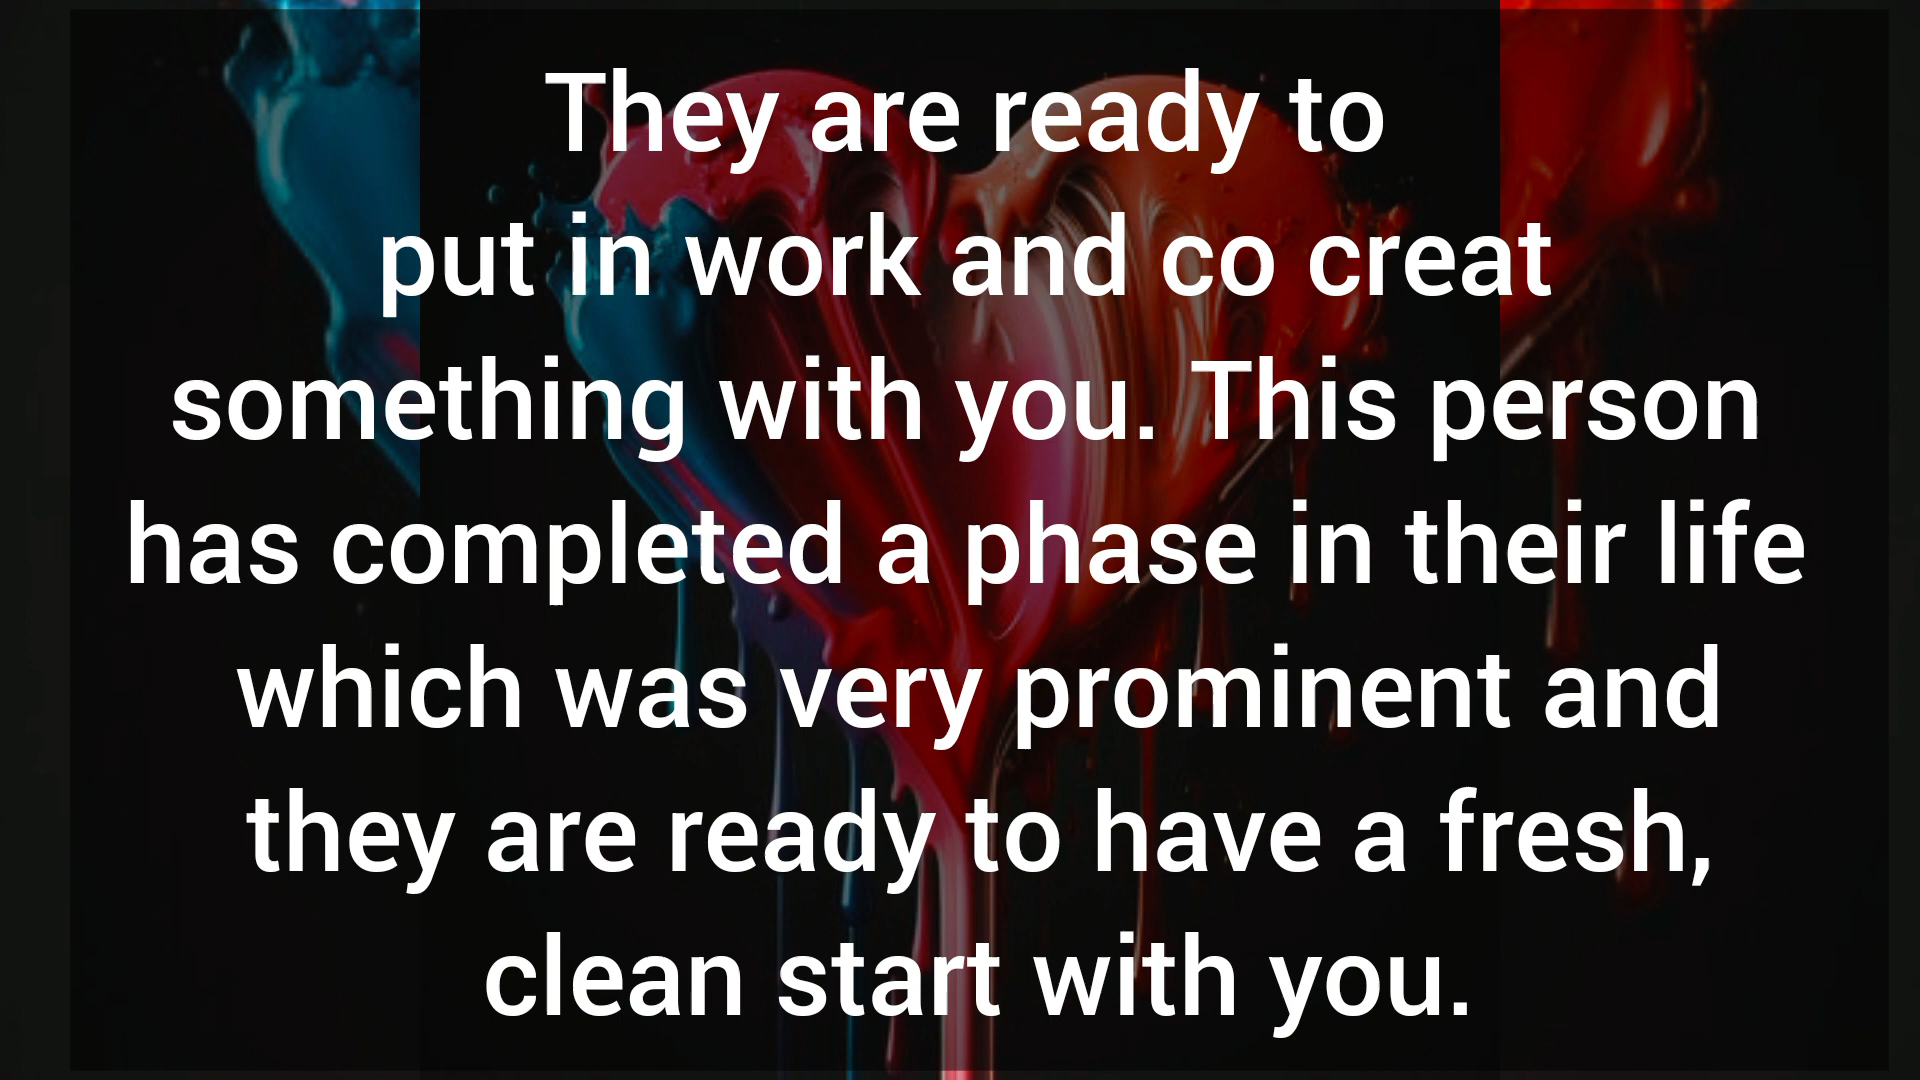 They are ready to
put in work and co creat
something with you. This person
has completed a phase in their life
which was very prominent and
they are ready to have a fresh,
clean start with you.